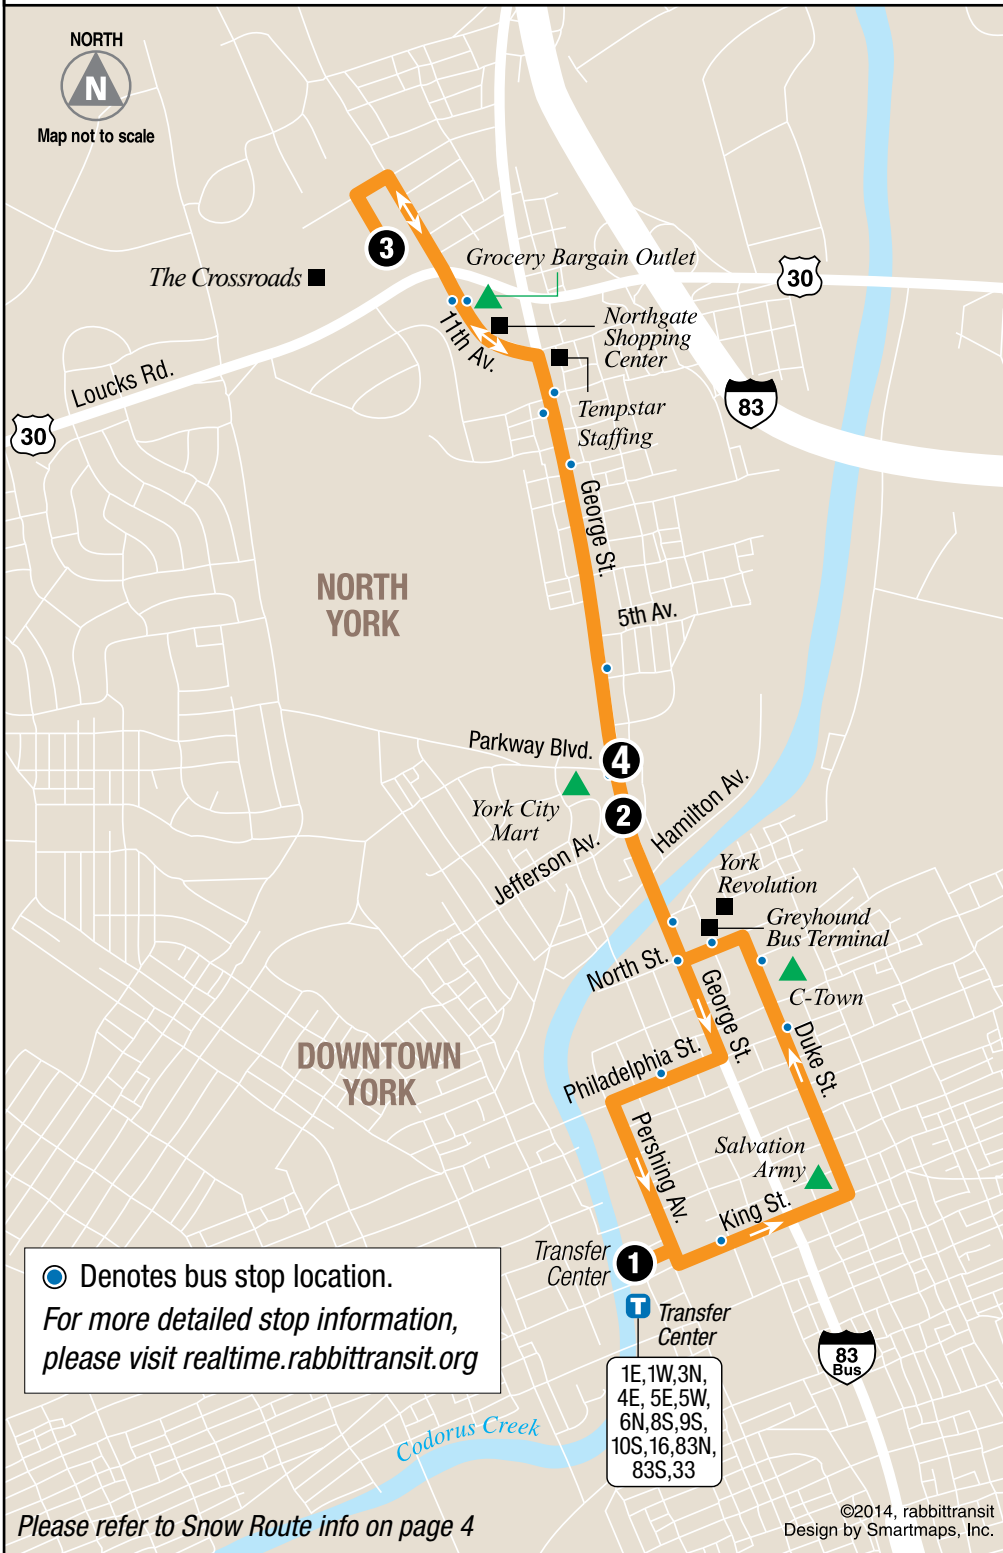 NORTH
N
Map not to scale
3
The Crossroads
Grocery Bargain Outlet
30
Northgate
Shopping
Center
11th Av.
Loucks Rd.
30
83
Tempstar
Staffing
George St.
NORTH
YORK
5th Av.
Parkway Blvd.
4
York City
Mart
2
Jefferson Av.
Hamilton Av.
York
Revolution
Greyhound
Bus Terminal
North St.
C-Town
George St.
Duke St.
DOWNTOWN
YORK
Philadelphia St.
Pershing Av.
Salvation
Army
King St.
Transfer
Center
1
T
Transfer
Center
1E,1W,3N,
4E, 5E,5W,
6N,8S,9S,
10S,16,83N,
83S,33
83
Bus
Denotes bus stop location.
For more detailed stop information,
please visit realtime.rabbittransit.org
Codorus Creek
Please refer to Snow Route info on page 4
©2014, rabbittransit
Design by Smartmaps, Inc.